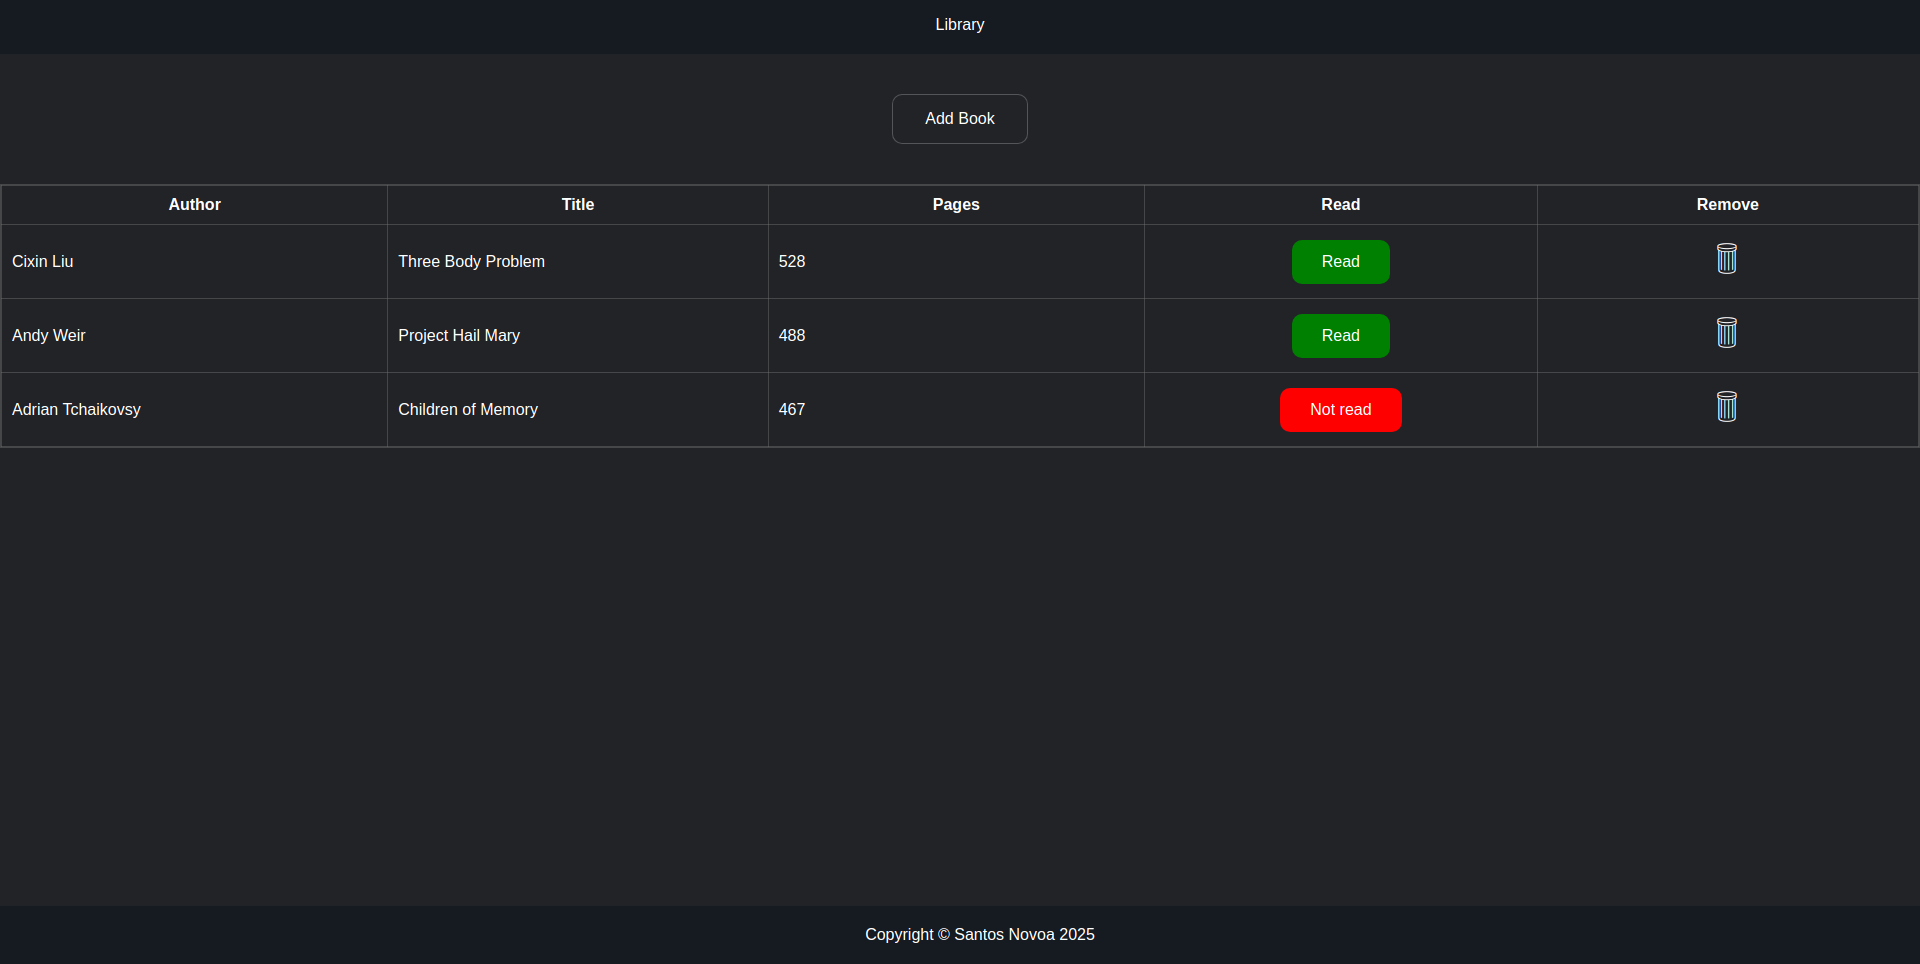 Library
Add Book
Author Title Pages Read Remove
Cixin Liu Three Body Problem 528 Read
Andy Weir Project Hail Mary 488 Read
Adrian Tchaikovsy Children of Memory 467 Not read
Copyright © Santos Novoa 2025